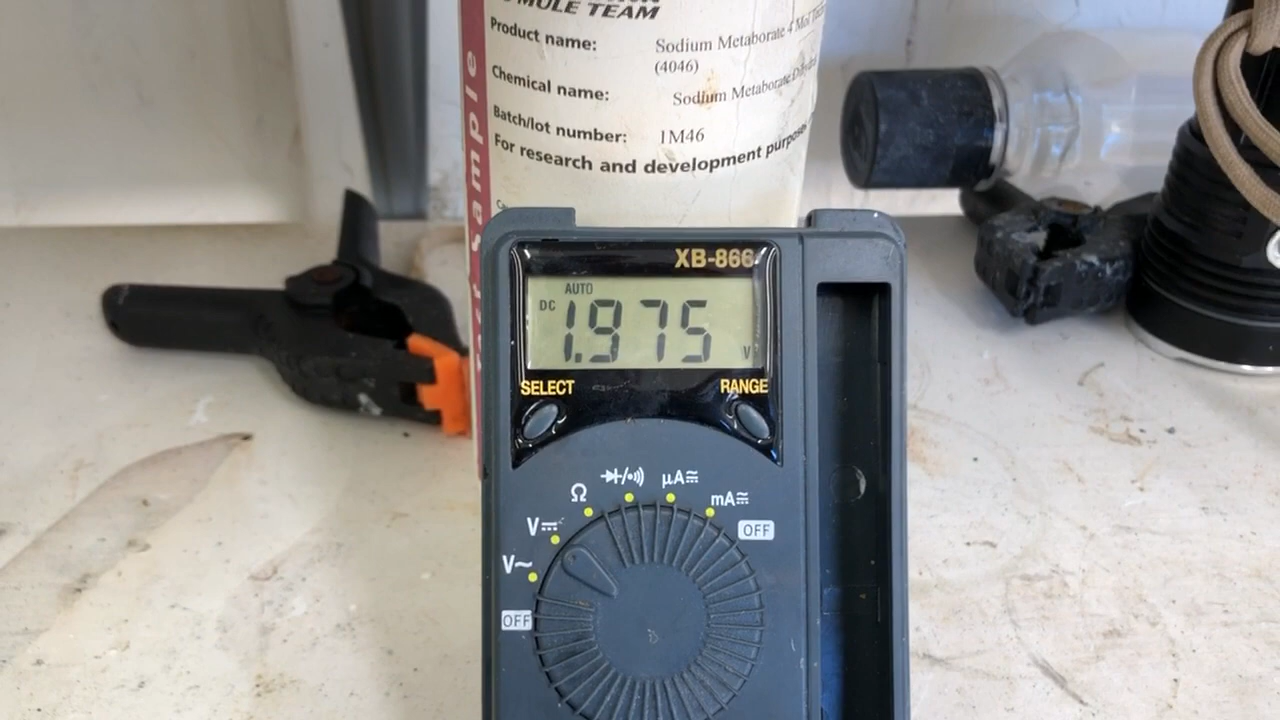 MULE TEAM
Product name: Sodium Metaborate 4 Mol
(4046)
Chemical name: Sodium Metaborate
Batch/lot number: 1M46
For research and development purposes
sample
XB-866
AUTO
DC 1.975 V
SELECT RANGE
Ω µA mA
V OFF
V~
OFF